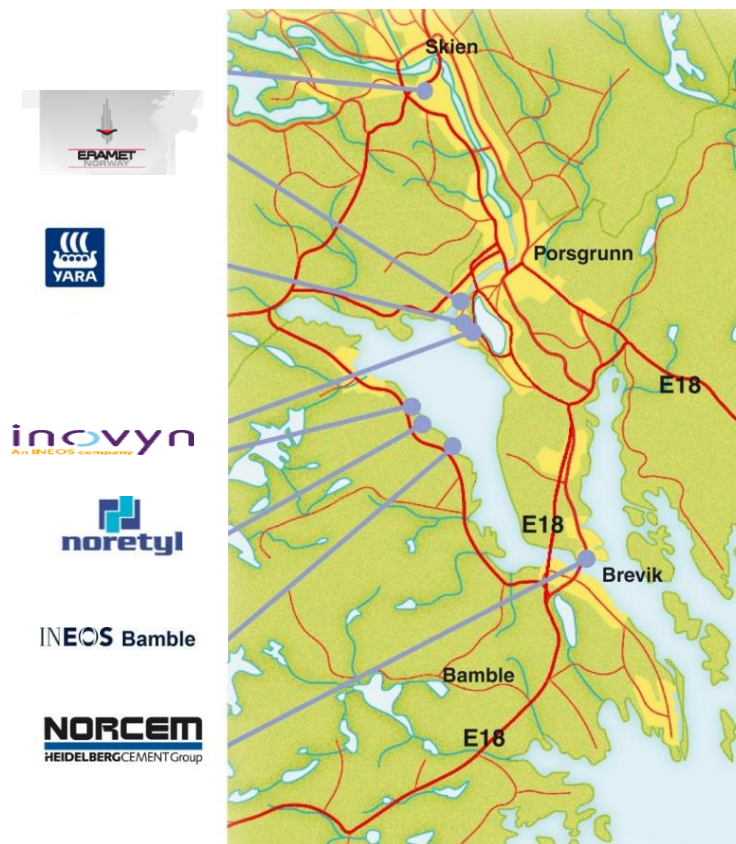 ERAMET
NORWAY
YARA
inovyn
An INEOS company
noretyl
INEOS Bamble
NORCEM
HEIDELBERGCEMENT Group
Skien
Porsgrunn
E18
E18
Brevik
Bamble
E18